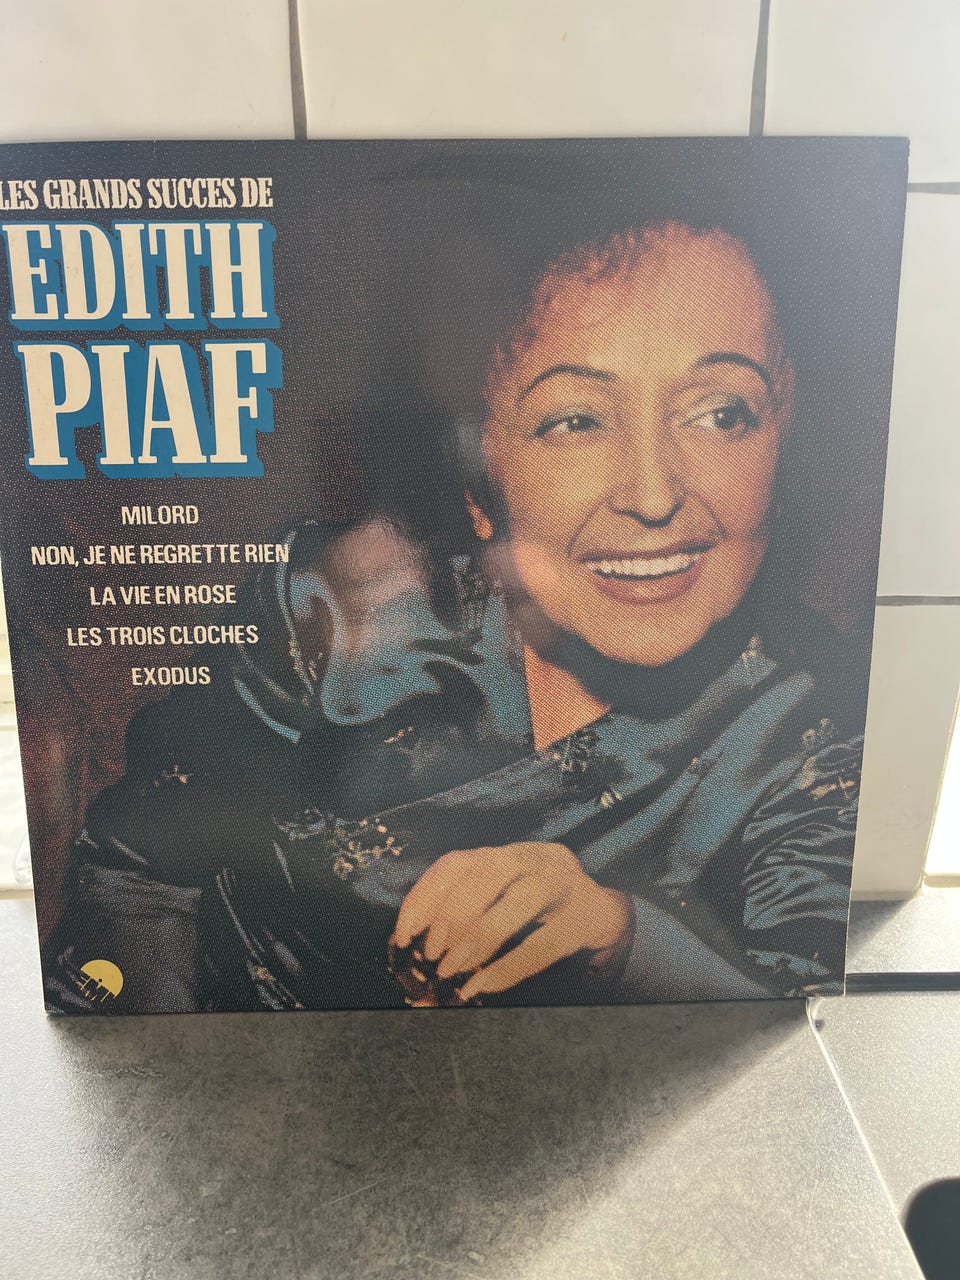 LES GRANDS SUCCES DE
EDITH
PIAF
MILORD
NON, JE NE REGRETTE RIEN
LA VIE EN ROSE
LES TROIS CLOCHES
EXODUS
EMI